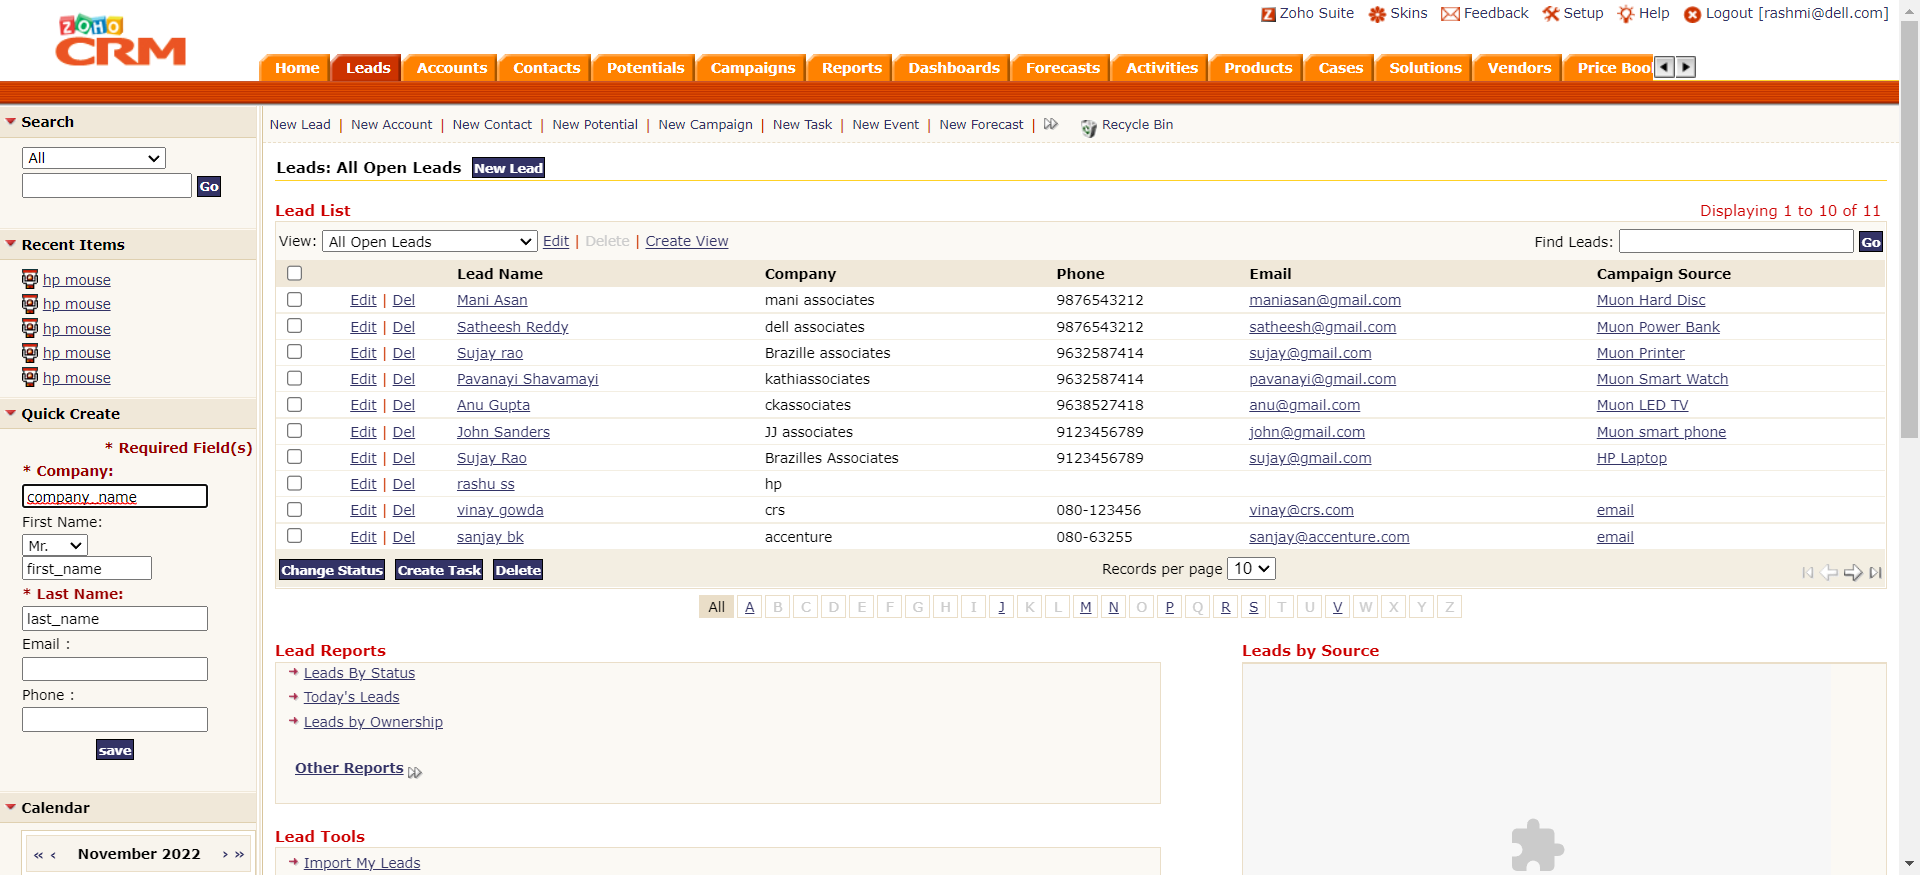 Zoho Suite Skins Feedback Setup Help Logout [rashmi@dell.com]
ZOHO
CRM
Home Leads Accounts Contacts Potentials Campaigns Reports Dashboards Forecasts Activities Products Cases Solutions Vendors Price Boo
Search
All
Go
Recent Items
hp mouse
hp mouse
hp mouse
hp mouse
hp mouse
Quick Create
* Required Field(s)
* Company:
company_name
First Name:
Mr.
first_name
* Last Name:
last_name
Email :
Phone :
save
Calendar
« ‹ November 2022 › »
New Lead | New Account | New Contact | New Potential | New Campaign | New Task | New Event | New Forecast | Recycle Bin
Leads: All Open Leads New Lead
Lead List Displaying 1 to 10 of 11
View: All Open Leads Edit | Delete | Create View Find Leads: Go
Lead Name Company Phone Email Campaign Source
Edit | Del Mani Asan mani associates 9876543212 maniasan@gmail.com Muon Hard Disc
Edit | Del Satheesh Reddy dell associates 9876543212 satheesh@gmail.com Muon Power Bank
Edit | Del Sujay rao Brazille associates 9632587414 sujay@gmail.com Muon Printer
Edit | Del Pavanayi Shavamayi kathiassociates 9632587414 pavanayi@gmail.com Muon Smart Watch
Edit | Del Anu Gupta ckassociates 9638527418 anu@gmail.com Muon LED TV
Edit | Del John Sanders JJ associates 9123456789 john@gmail.com Muon smart phone
Edit | Del Sujay Rao Brazilles Associates 9123456789 sujay@gmail.com HP Laptop
Edit | Del rashu ss hp
Edit | Del vinay gowda crs 080-123456 vinay@crs.com email
Edit | Del sanjay bk accenture 080-63255 sanjay@accenture.com email
Change Status Create Task Delete Records per page 10
All A B C D E F G H I J K L M N O P Q R S T U V W X Y Z
Lead Reports
Leads By Status
Today's Leads
Leads by Ownership
Other Reports
Leads by Source
Lead Tools
Import My Leads